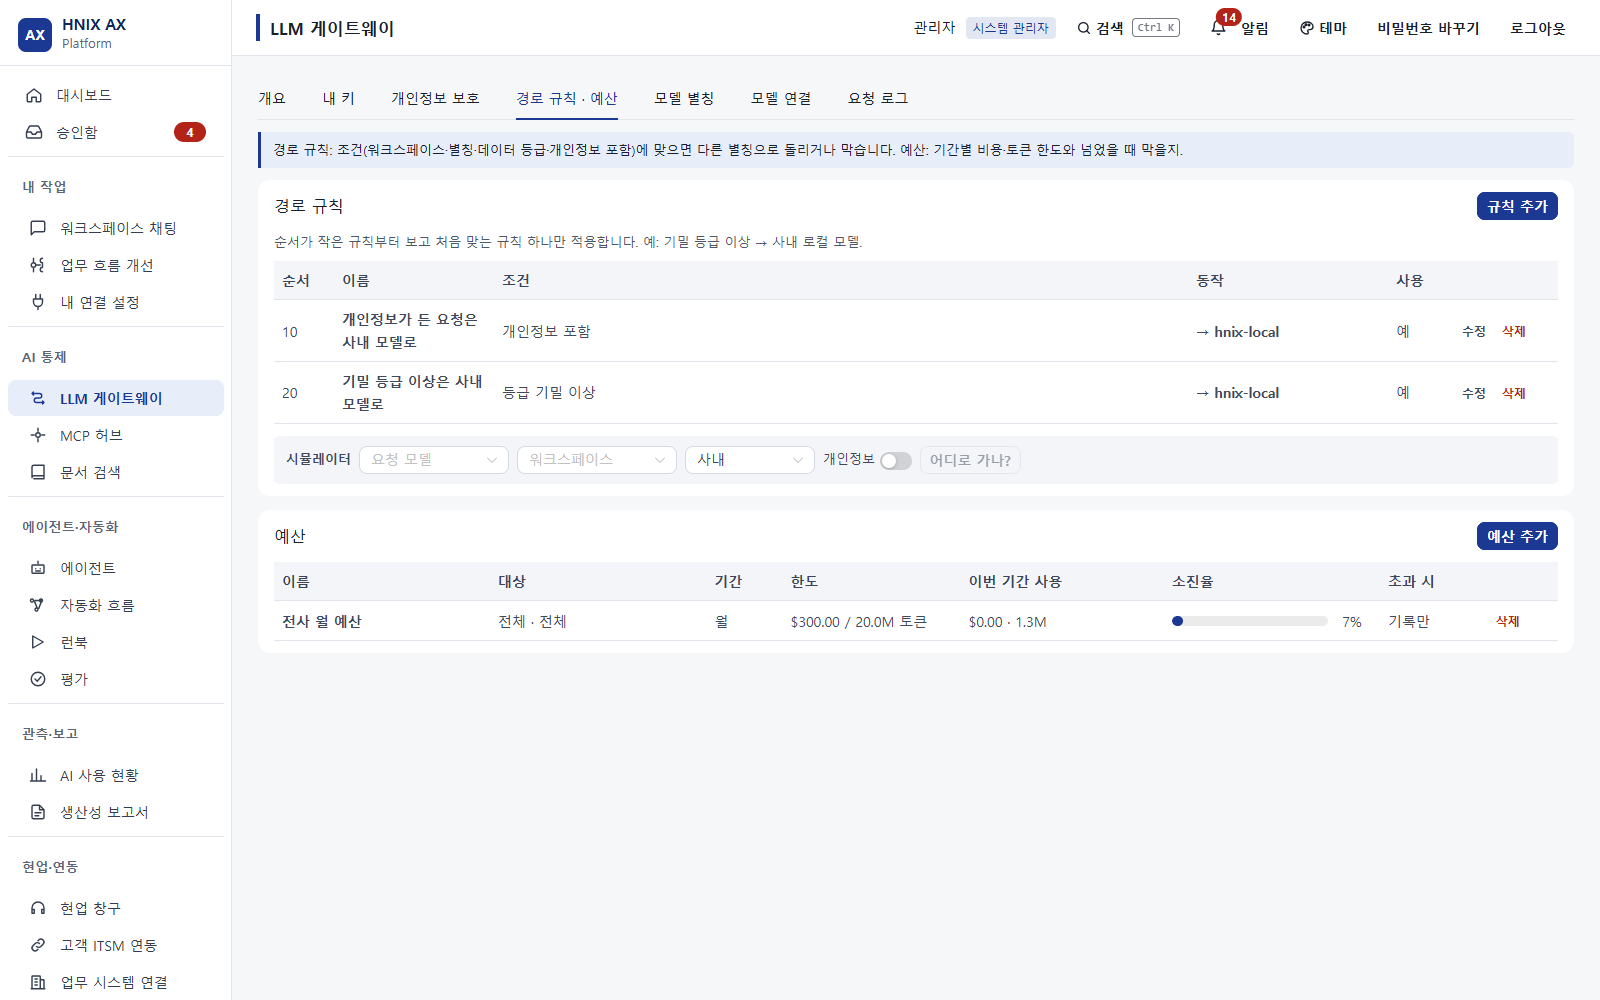 AX
HNIX AX
Platform
대시보드
승인함
4
내 작업
워크스페이스 채팅
업무 흐름 개선
내 연결 설정
AI 통제
LLM 게이트웨이
MCP 허브
문서 검색
에이전트·자동화
에이전트
자동화 흐름
런북
평가
관측·보고
AI 사용 현황
생산성 보고서
현업·연동
현업 창구
고객 ITSM 연동
업무 시스템 연결
LLM 게이트웨이
관리자 시스템 관리자 검색 Ctrl K 14 알림 테마 비밀번호 바꾸기 로그아웃
개요 내 키 개인정보 보호 경로 규칙 · 예산 모델 별칭 모델 연결 요청 로그
경로 규칙: 조건(워크스페이스·별칭·데이터 등급·개인정보 포함)에 맞으면 다른 별칭으로 돌리거나 막습니다. 예산: 기간별 비용·토큰 한도와 넘었을 때 막을지.
경로 규칙 규칙 추가
순서가 작은 규칙부터 보고 처음 맞는 규칙 하나만 적용합니다. 예: 기밀 등급 이상 → 사내 로컬 모델.
순서 이름 조건 동작 사용
10 개인정보가 든 요청은 사내 모델로 개인정보 포함 → hnix-local 예 수정 삭제
20 기밀 등급 이상은 사내 모델로 등급 기밀 이상 → hnix-local 예 수정 삭제
시뮬레이터 요청 모델 워크스페이스 사내 개인정보 어디로 가나?
예산 예산 추가
이름 대상 기간 한도 이번 기간 사용 소진율 초과 시
전사 월 예산 전체 · 전체 월 $300.00 / 20.0M 토큰 $0.00 · 1.3M 7% 기록만 삭제